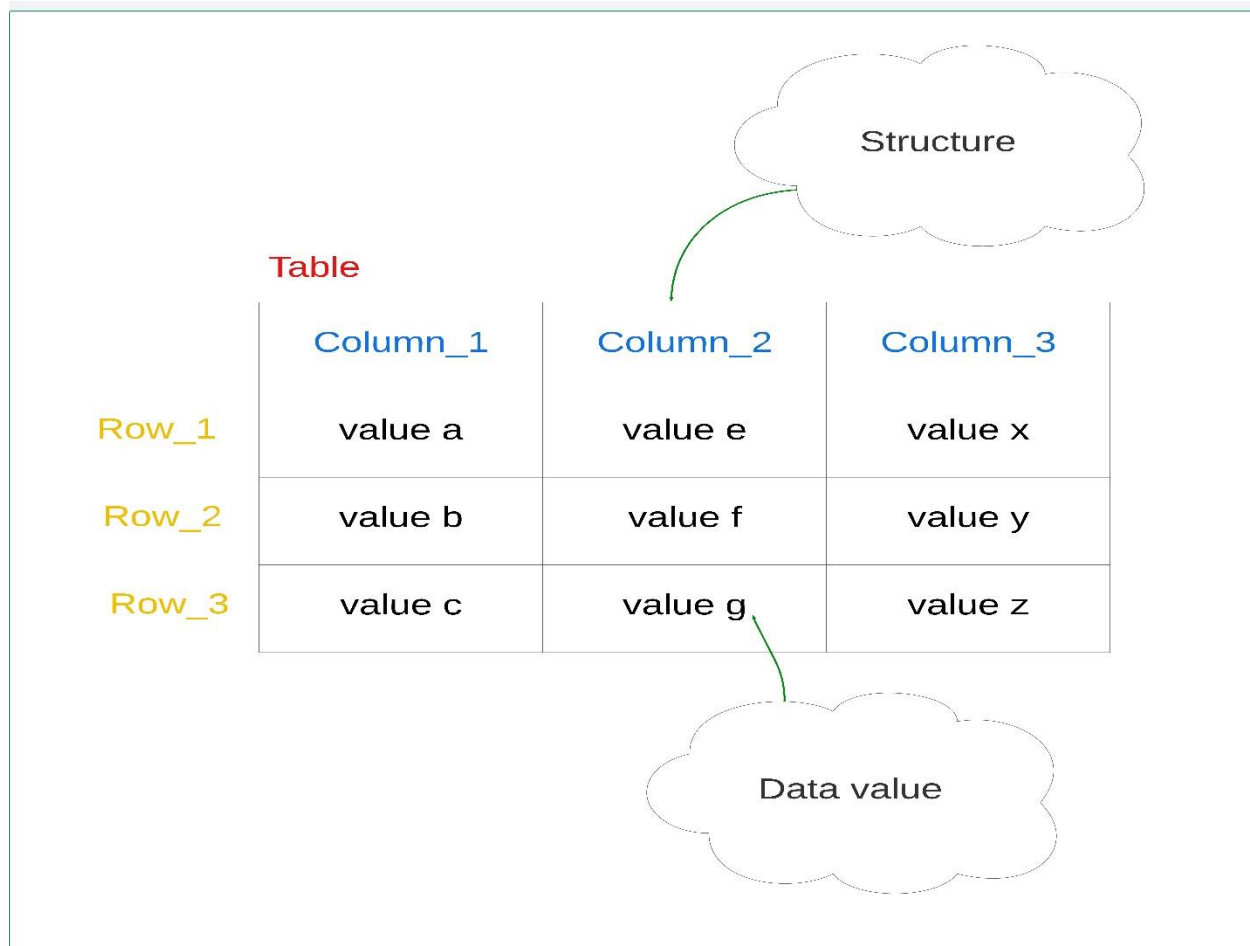 Structure
Table
Column_1 Column_2 Column_3
Row_1 value a value e value x
Row_2 value b value f value y
Row_3 value c value g value z
Data value